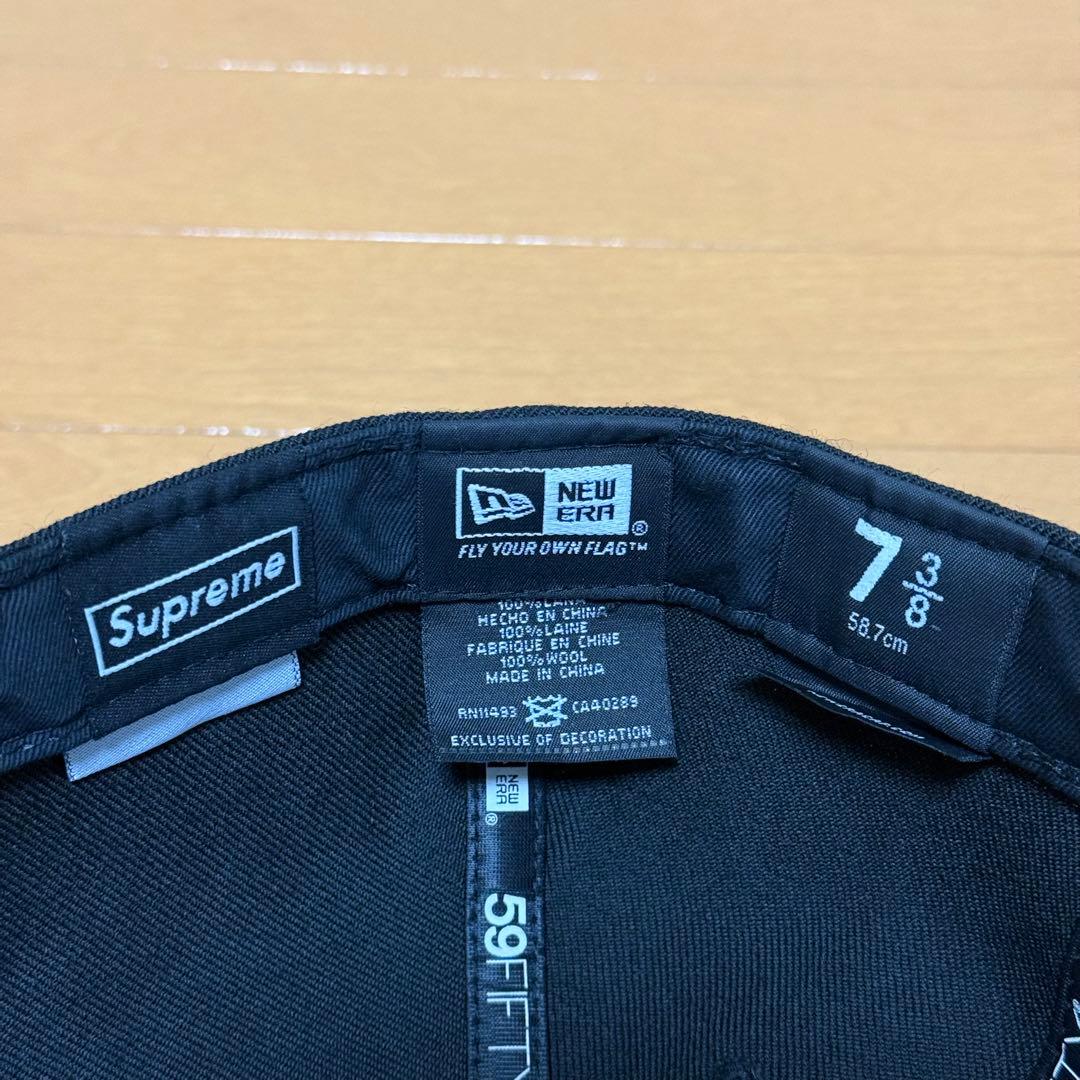 Supreme
NEW
ERA®
FLY YOUR OWN FLAG™
7 3/8
58.7cm
100%LANA
HECHO EN CHINA
100%LAINE
FABRIQUE EN CHINE
100%WOOL
MADE IN CHINA
RN11493 CA40289
EXCLUSIVE OF DECORATION
NEW
ERA®
59FIFTY